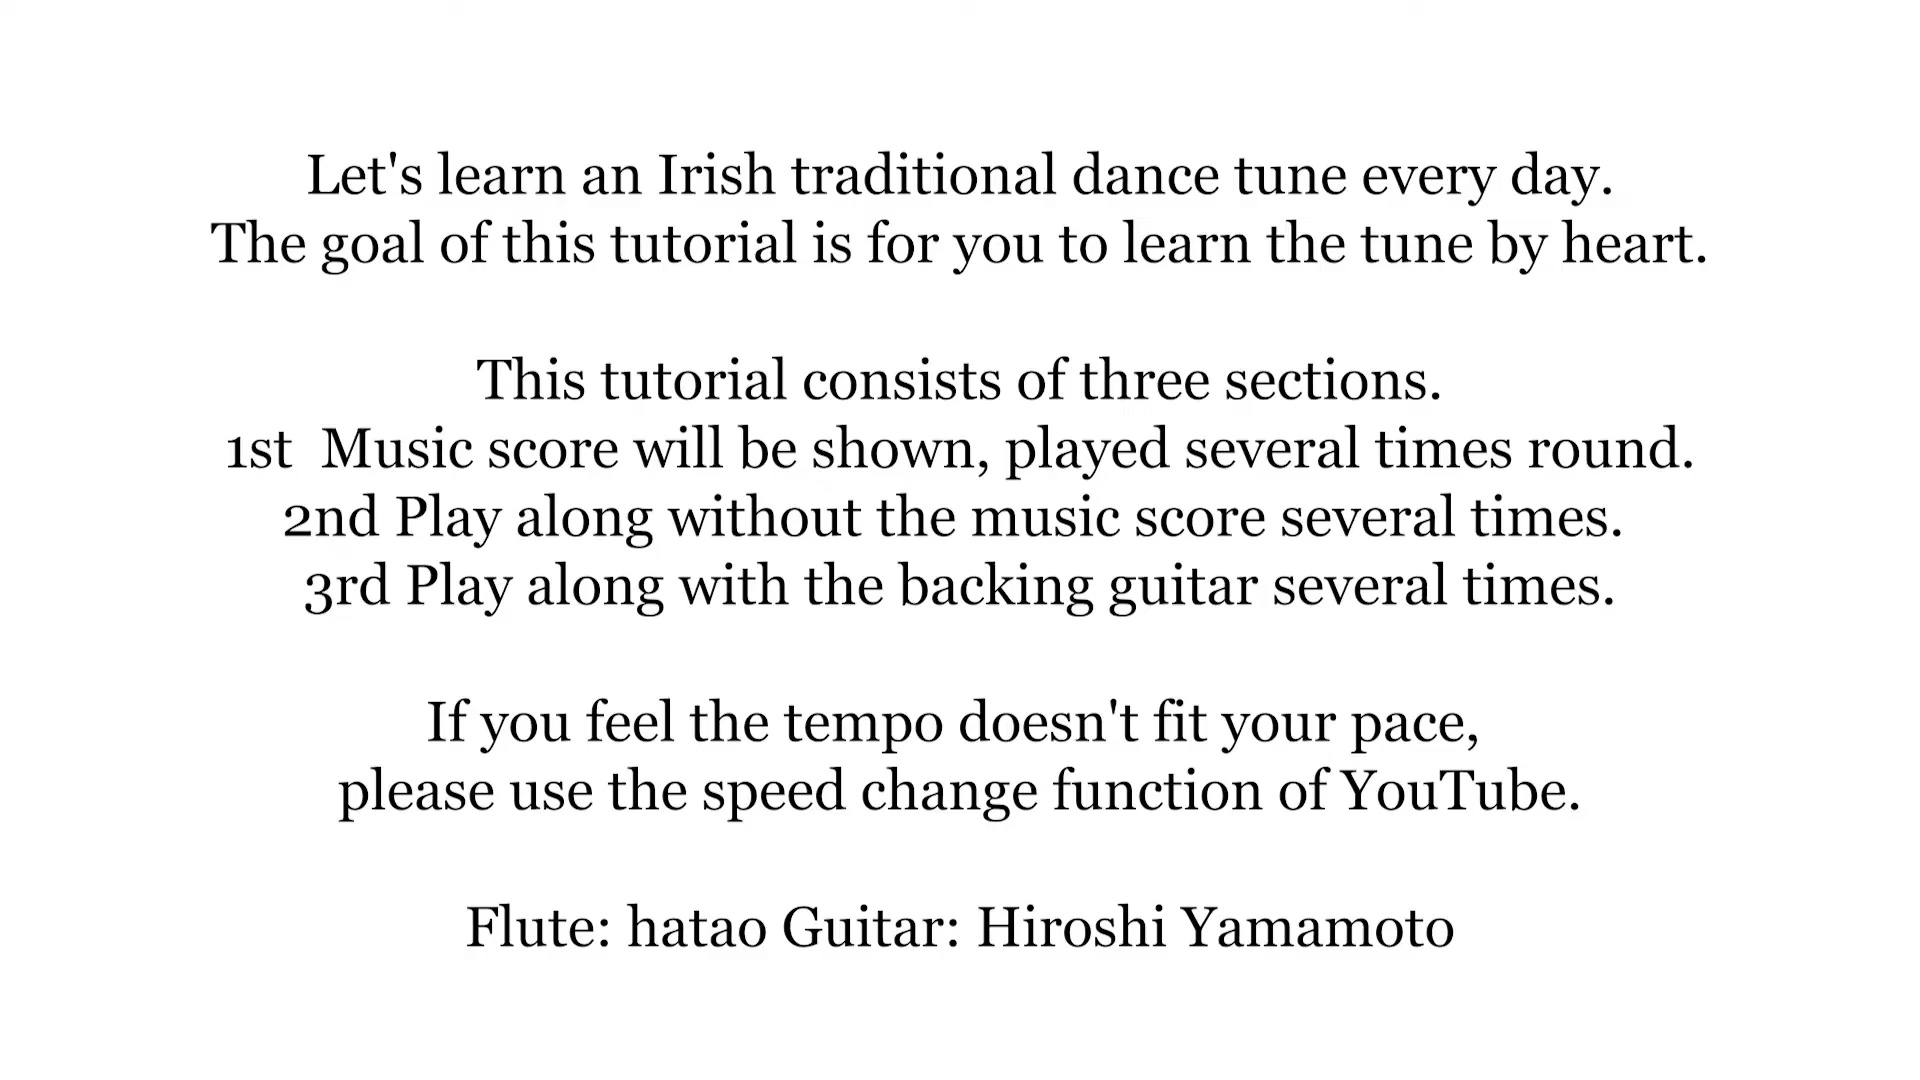 Let's learn an Irish traditional dance tune every day.
The goal of this tutorial is for you to learn the tune by heart.
This tutorial consists of three sections.
1st  Music score will be shown, played several times round.
2nd Play along without the music score several times.
3rd Play along with the backing guitar several times.
If you feel the tempo doesn't fit your pace,
please use the speed change function of YouTube.
Flute: hatao Guitar: Hiroshi Yamamoto